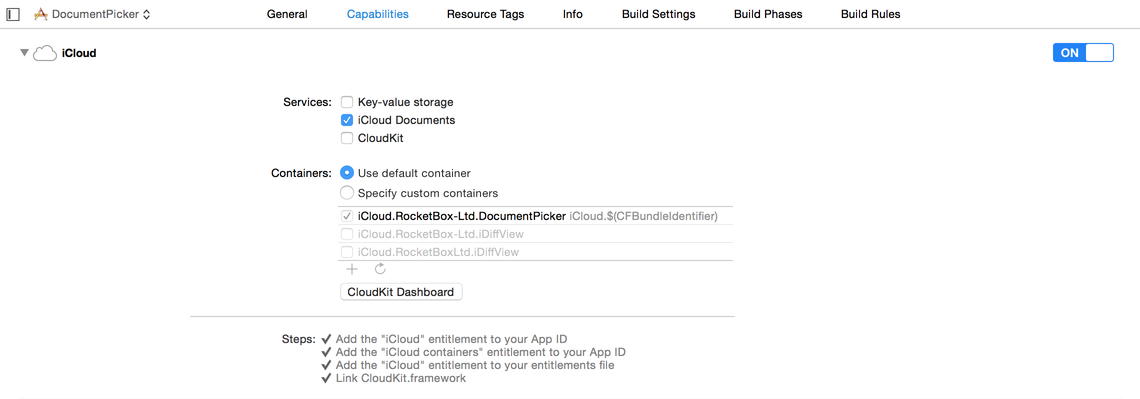 DocumentPicker General Capabilities Resource Tags Info Build Settings Build Phases Build Rules
iCloud ON
Services: Key-value storage
iCloud Documents
CloudKit
Containers: Use default container
Specify custom containers
iCloud.RocketBox-Ltd.DocumentPicker iCloud.$(CFBundleIdentifier)
iCloud.RocketBox-Ltd.iDiffView
iCloud.RocketBoxLtd.iDiffView
CloudKit Dashboard
Steps: ✔ Add the "iCloud" entitlement to your App ID
✔ Add the "iCloud containers" entitlement to your App ID
✔ Add the "iCloud" entitlement to your entitlements file
✔ Link CloudKit.framework